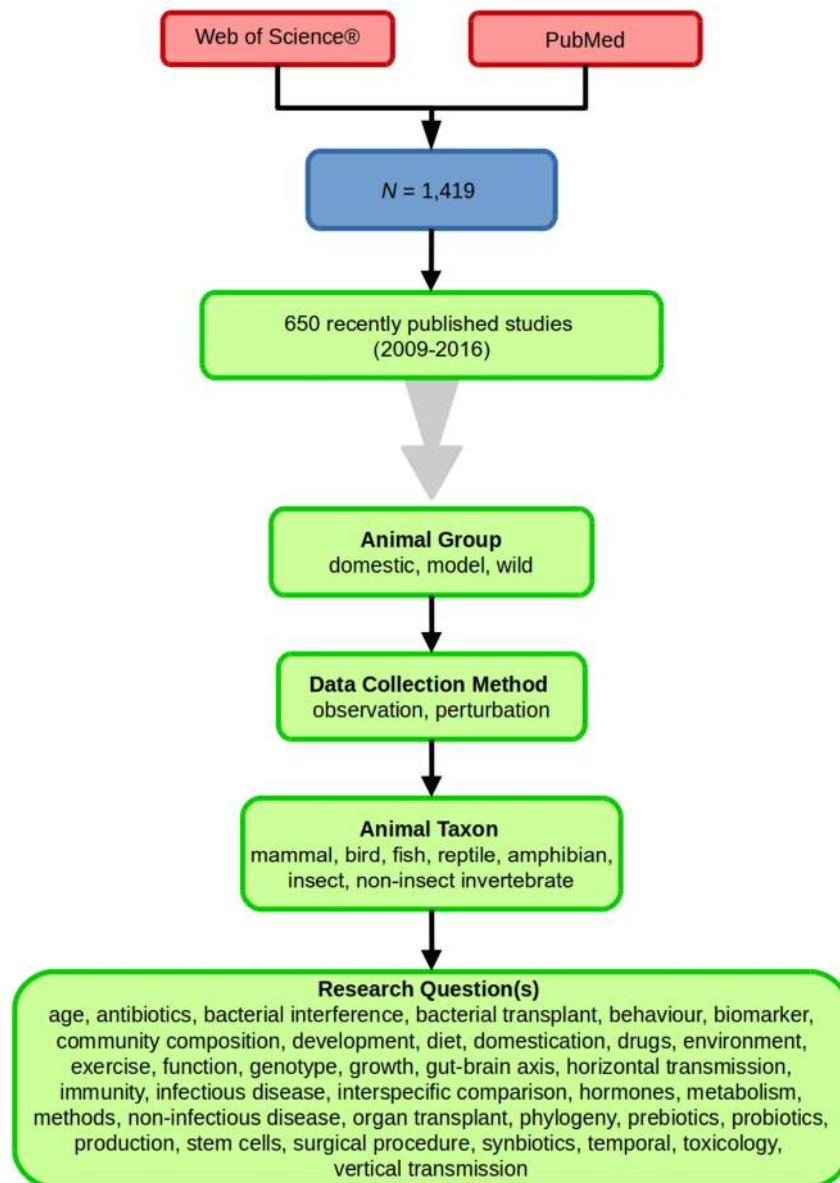 Web of Science®
PubMed
N = 1,419
650 recently published studies
(2009-2016)
Animal Group
domestic, model, wild
Data Collection Method
observation, perturbation
Animal Taxon
mammal, bird, fish, reptile, amphibian,
insect, non-insect invertebrate
Research Question(s)
age, antibiotics, bacterial interference, bacterial transplant, behaviour, biomarker,
community composition, development, diet, domestication, drugs, environment,
exercise, function, genotype, growth, gut-brain axis, horizontal transmission,
immunity, infectious disease, interspecific comparison, hormones, metabolism,
methods, non-infectious disease, organ transplant, phylogeny, prebiotics, probiotics,
production, stem cells, surgical procedure, synbiotics, temporal, toxicology,
vertical transmission